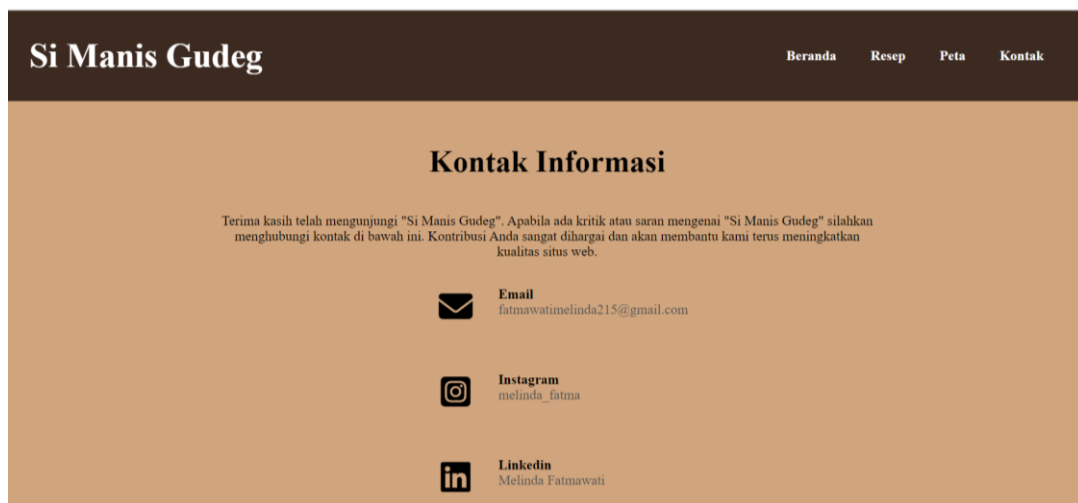 Si Manis Gudeg
Beranda Resep Peta Kontak
Kontak Informasi
Terima kasih telah mengunjungi "Si Manis Gudeg". Apabila ada kritik atau saran mengenai "Si Manis Gudeg" silahkan
menghubungi kontak di bawah ini. Kontribusi Anda sangat dihargai dan akan membantu kami terus meningkatkan
kualitas situs web.
Email
fatmawatimelinda215@gmail.com
Instagram
melinda_fatma
Linkedin
Melinda Fatmawati